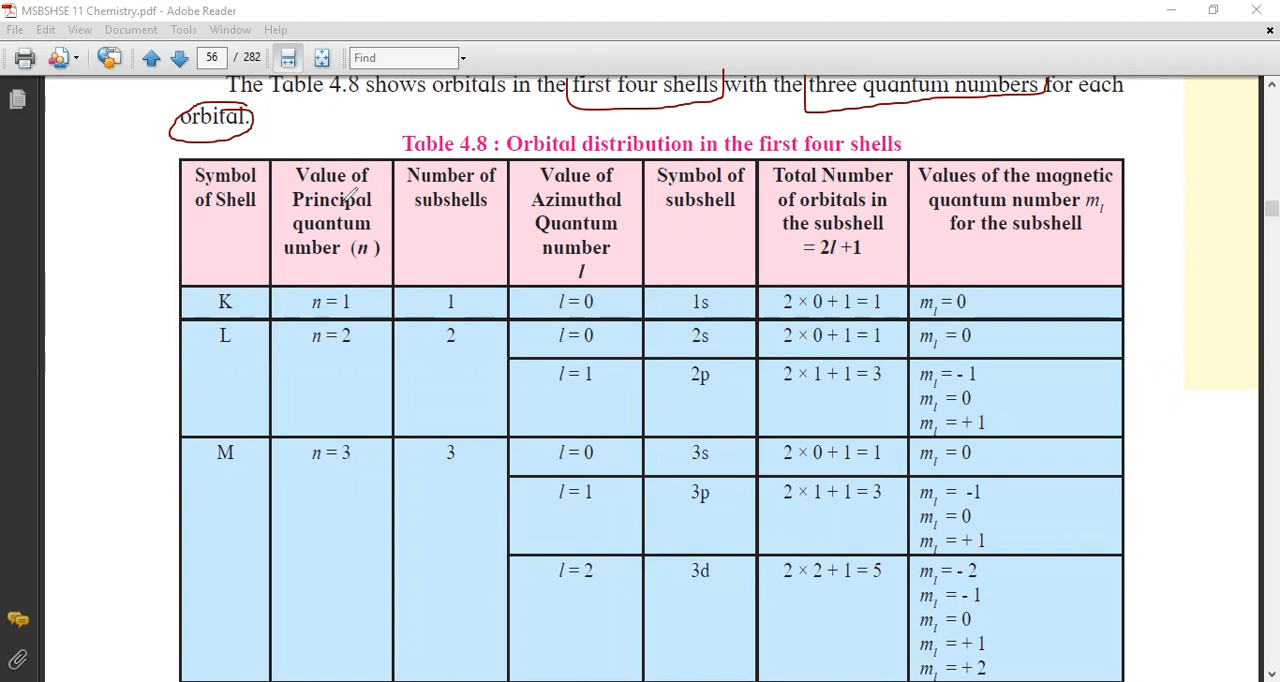 MSBSHSE 11 Chemistry.pdf - Adobe Reader
File Edit View Document Tools Window Help
56 / 282 Find
The Table 4.8 shows orbitals in the first four shells with the three quantum numbers for each
orbital.
Table 4.8 : Orbital distribution in the first four shells
Symbol of Shell
Value of Principal quantum umber (n )
Number of subshells
Value of Azimuthal Quantum number l
Symbol of subshell
Total Number of orbitals in the subshell = 2l +1
Values of the magnetic quantum number ml for the subshell
K n = 1 1 l = 0 1s 2 × 0 + 1 = 1 ml = 0
L n = 2 2 l = 0 2s 2 × 0 + 1 = 1 ml = 0
l = 1 2p 2 × 1 + 1 = 3 ml = - 1
ml = 0
ml = + 1
M n = 3 3 l = 0 3s 2 × 0 + 1 = 1 ml = 0
l = 1 3p 2 × 1 + 1 = 3 ml = -1
ml = 0
ml = + 1
l = 2 3d 2 × 2 + 1 = 5 ml = - 2
ml = - 1
ml = 0
ml = + 1
ml = + 2